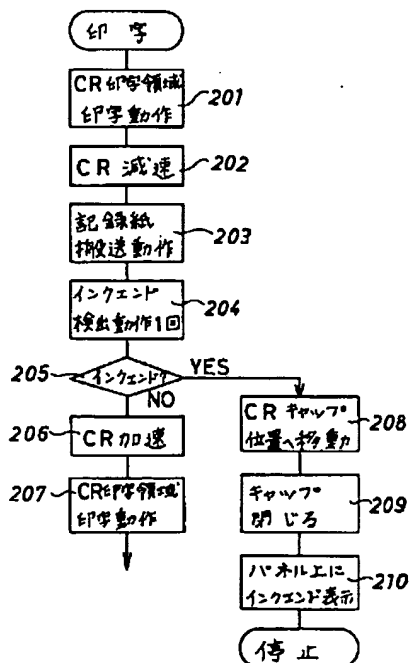 印字
CR印字領域
印字動作
201
CR 減速
202
記録紙
搬送動作
203
インクエンド
検出動作1回
204
205
インクエンド?
YES
NO
206
CR加速
207
CR印字領域
印字動作
CR キャップ
位置へ移動
208
キャップ
閉じる
209
パネル上に
インクエンド表示
210
停止